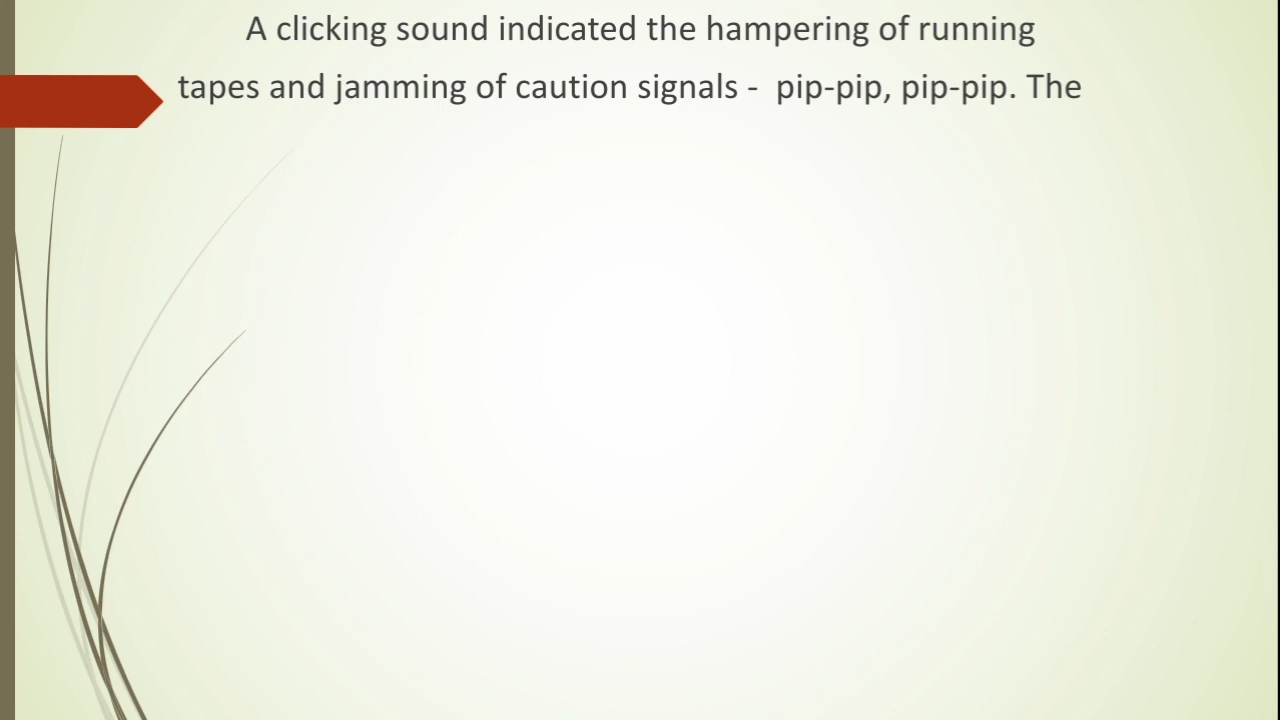 A clicking sound indicated the hampering of running
tapes and jamming of caution signals - pip-pip, pip-pip. The